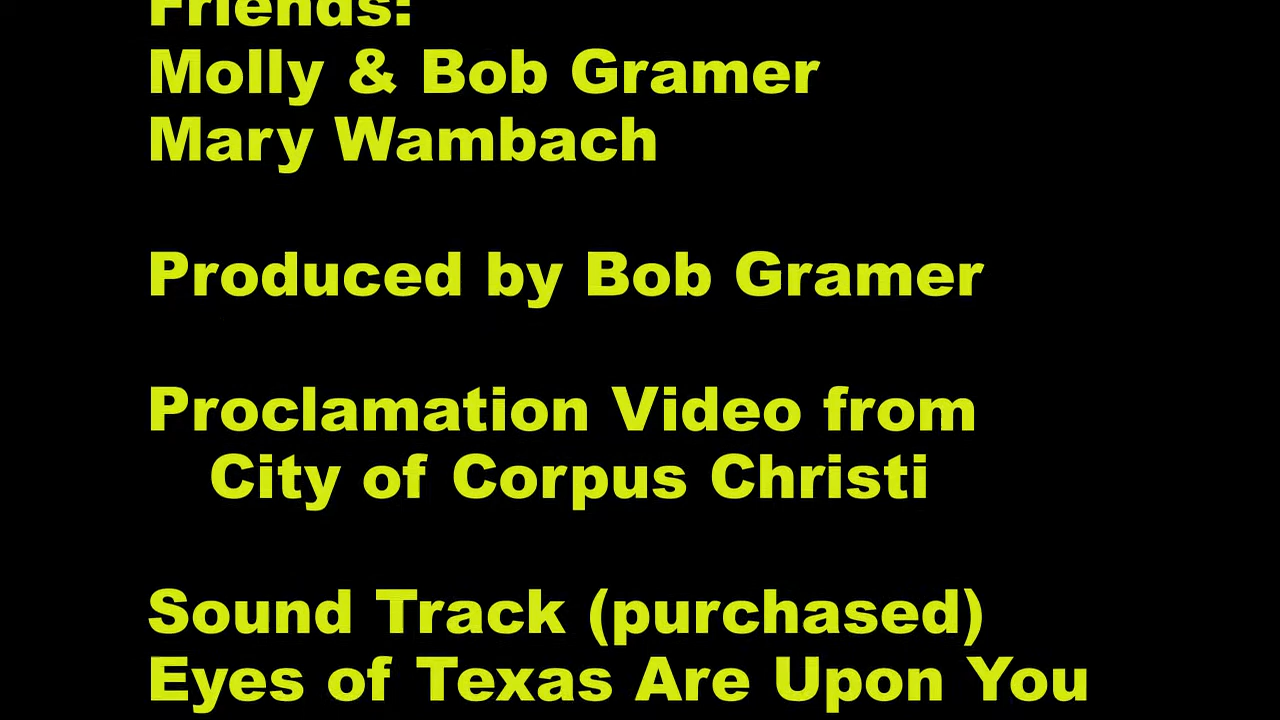 Friends:
Molly & Bob Gramer
Mary Wambach
Produced by Bob Gramer
Proclamation Video from
City of Corpus Christi
Sound Track (purchased)
Eyes of Texas Are Upon You